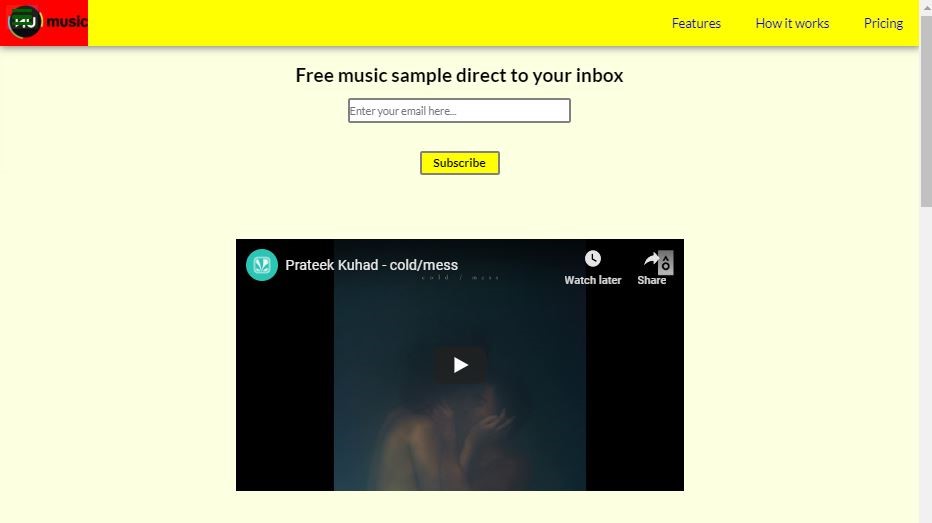 MU music
Features
How it works
Pricing
Free music sample direct to your inbox
Enter your email here...
Subscribe
Prateek Kuhad - cold/mess
Watch later
Share
cold / mess